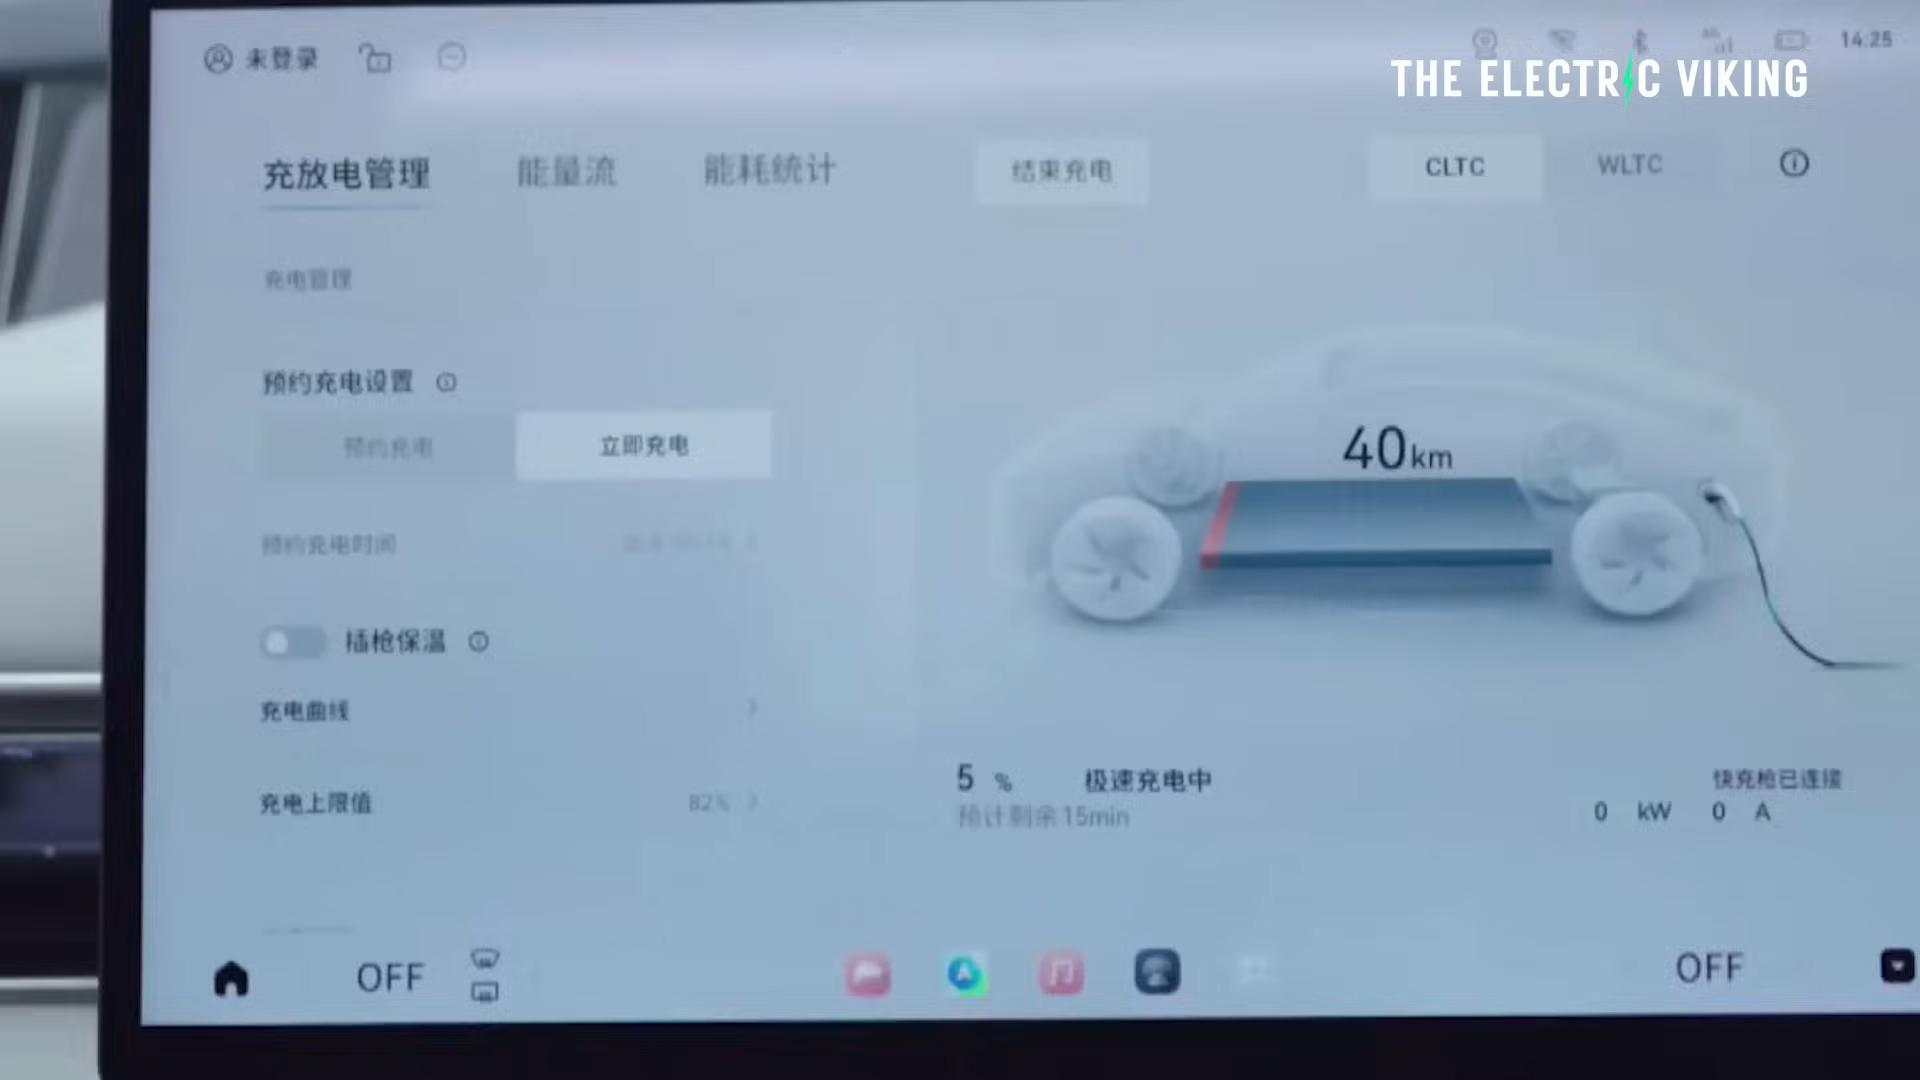 未登录
14:25
THE ELECTRIC VIKING
充放电管理 能量流 能耗统计 结束充电 CLTC WLTC
充电管理
预约充电设置
预约充电 立即充电
40km
预约充电时间
插枪保温
充电曲线
5 % 极速充电中 快充枪已连接
充电上限值 82%
预计剩余15min 0 kW 0 A
OFF OFF